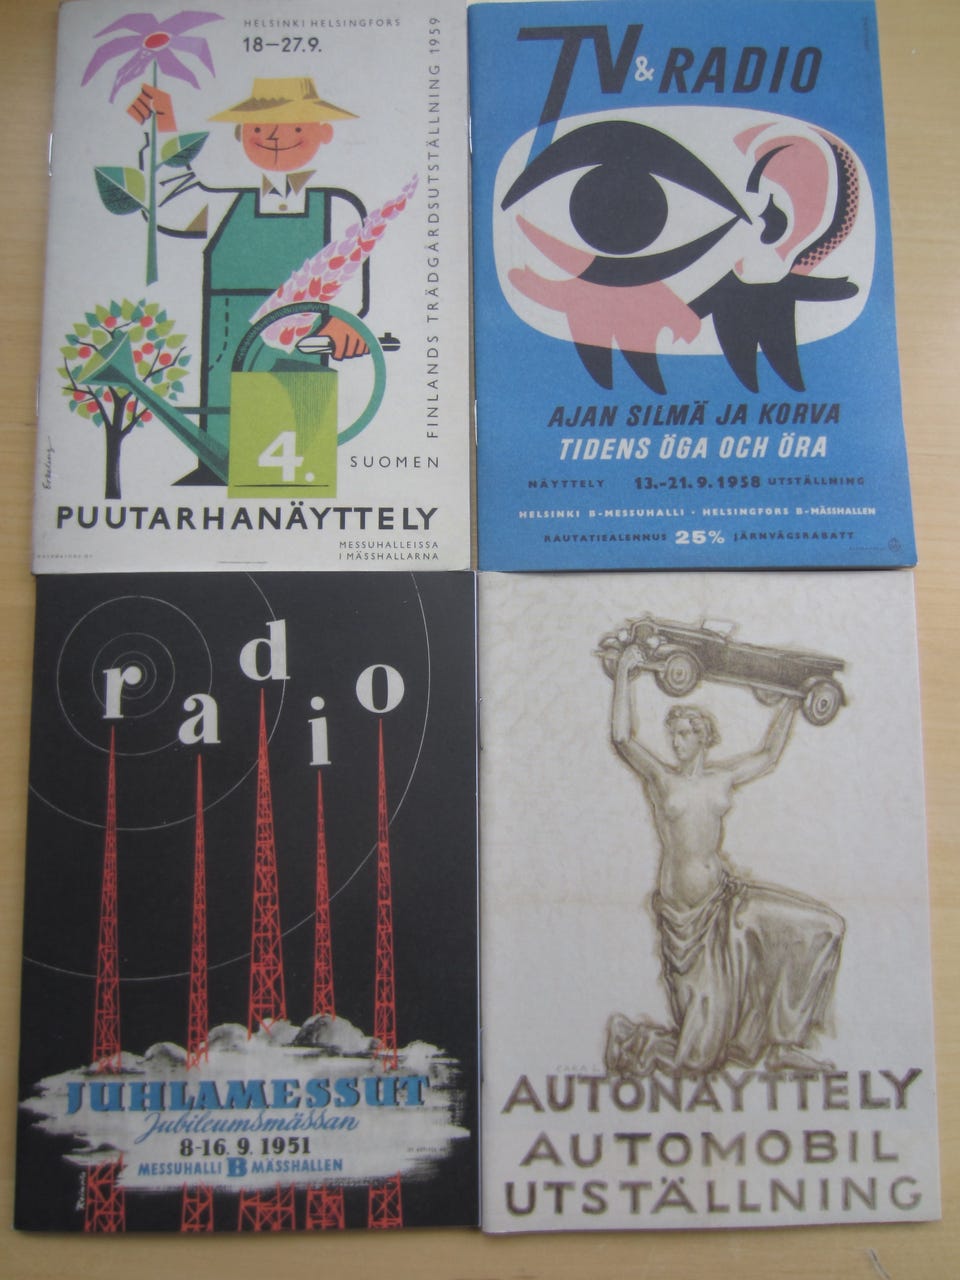 HELSINKI HELSINGFORS
18–27.9.
FINLANDS TRÄDGÅRDSUTSTÄLLNING 1959
4.
SUOMEN
PUUTARHANÄYTTELY
MESSUHALLEISSA
I MÄSSHALLARNA
TV & RADIO
AJAN SILMÄ JA KORVA
TIDENS ÖGA OCH ÖRA
NÄYTTELY 13.-21.9.1958 UTSTÄLLNING
HELSINKI B-MESSUHALLI · HELSINGFORS B-MÄSSHALLEN
RAUTATIEALENNUS 25% JÄRNVÄGSRABATT
radio
JUHLAMESSUT
Jubileumsmässan
8-16. 9. 1951
MESSUHALLI B MÄSSHALLEN
AUTONÄYTTELY
AUTOMOBIL
UTSTÄLLNING